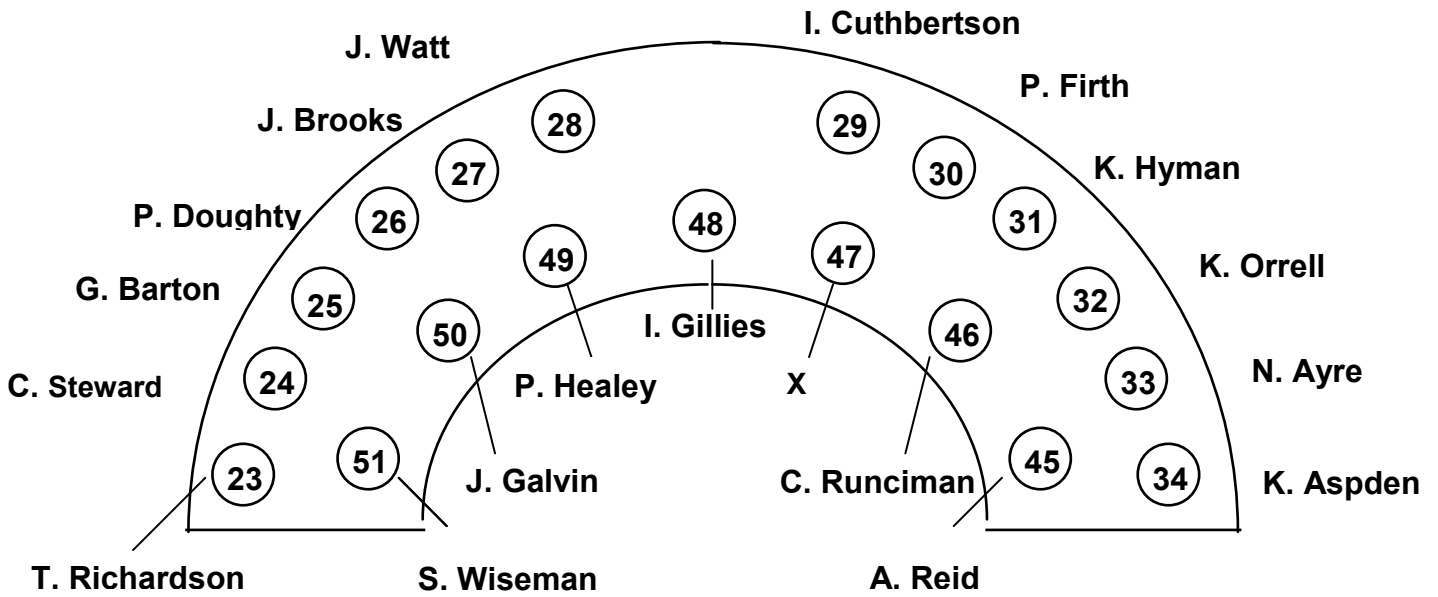 I. Cuthbertson
J. Watt
P. Firth
J. Brooks
28
29
27
30
K. Hyman
P. Doughty
26
31
48
49
47
K. Orrell
G. Barton
25
32
50
I. Gillies
46
C. Steward
24
P. Healey
X
33
N. Ayre
23
51
J. Galvin
C. Runciman
45
34
K. Aspden
T. Richardson
S. Wiseman
A. Reid